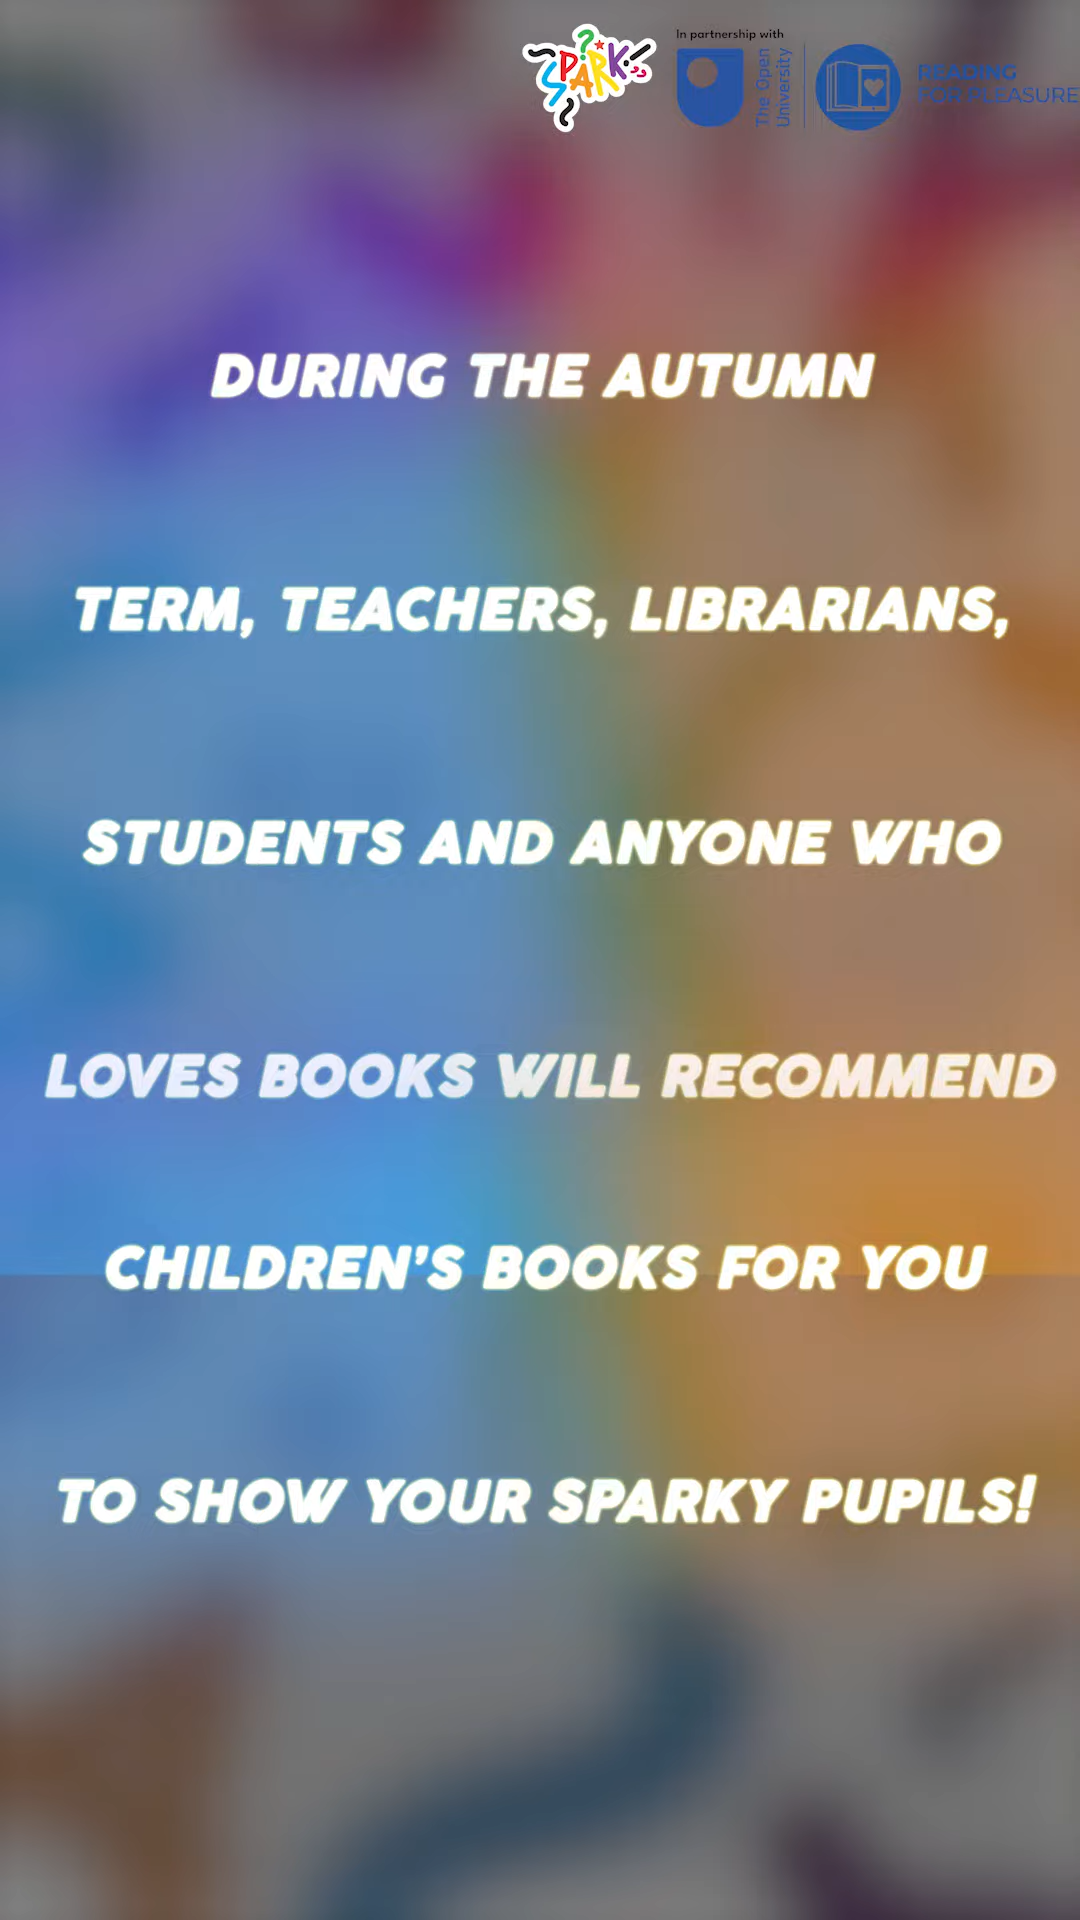 SPARK!
In partnership with
The Open
University
READING
FOR PLEASURE
DURING THE AUTUMN
TERM, TEACHERS, LIBRARIANS,
STUDENTS AND ANYONE WHO
LOVES BOOKS WILL RECOMMEND
CHILDREN'S BOOKS FOR YOU
TO SHOW YOUR SPARKY PUPILS!